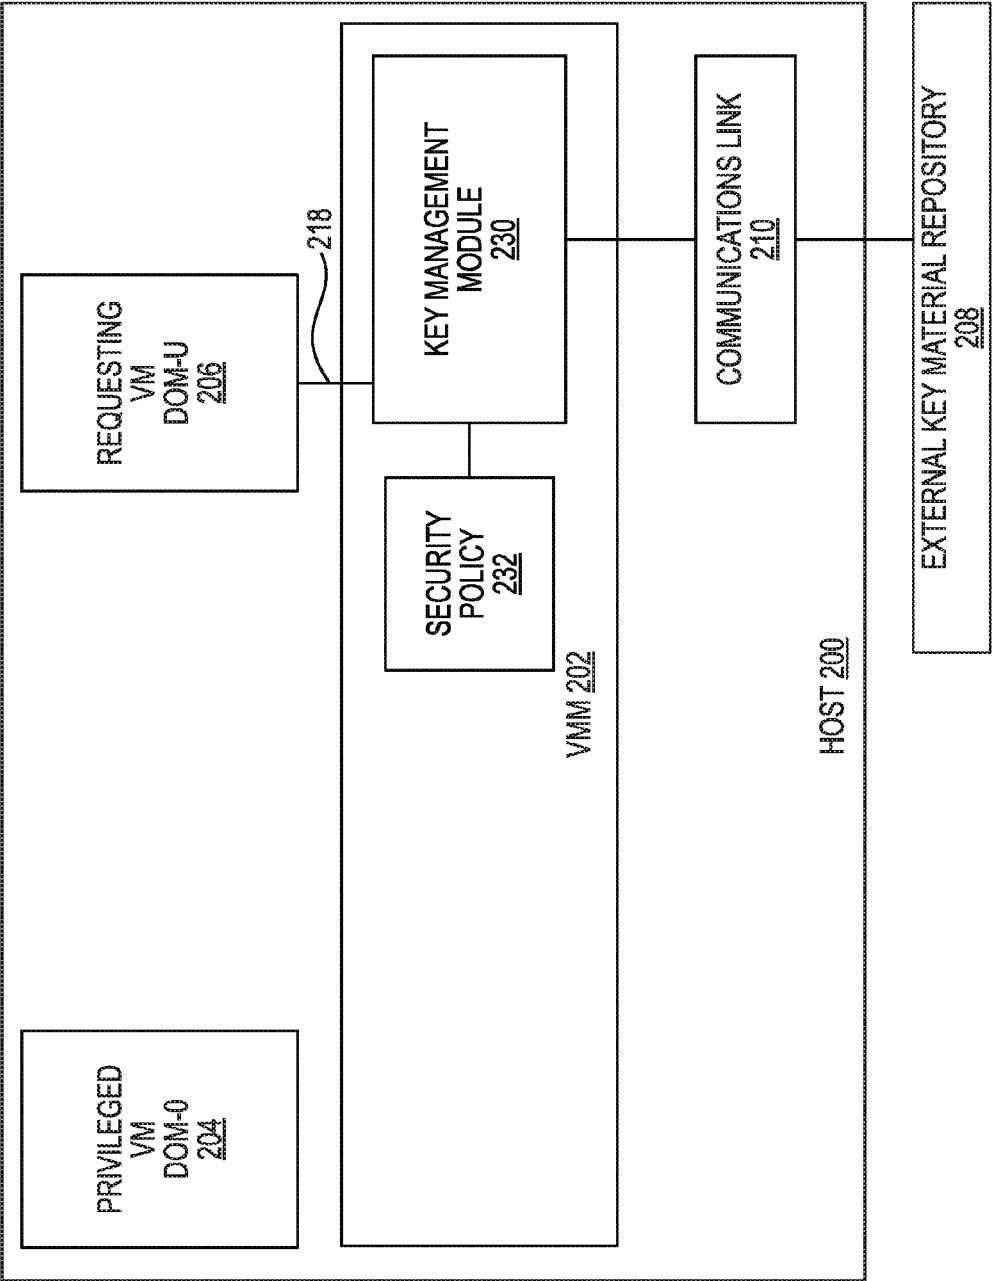 PRIVILEGED
VM
DOM-0
204
REQUESTING
VM
DOM-U
206
218
SECURITY
POLICY
232
KEY MANAGEMENT
MODULE
230
VMM 202
COMMUNICATIONS LINK
210
HOST 200
EXTERNAL KEY MATERIAL REPOSITORY
208